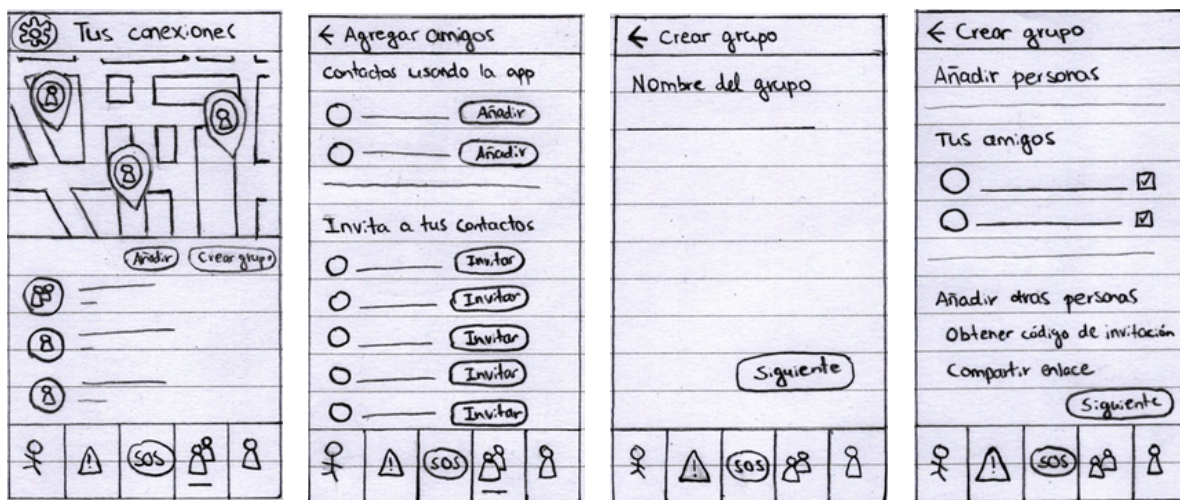 Tus conexiones
Añadir
Crear grupo
SOS
← Agregar amigos
Contactos usando la app
Añadir
Añadir
Invita a tus contactos
Invitar
Invitar
Invitar
Invitar
Invitar
SOS
← Crear grupo
Nombre del grupo
Siguiente
SOS
← Crear grupo
Añadir personas
Tus amigos
Añadir otras personas
Obtener código de invitación
Compartir enlace
Siguiente
SOS